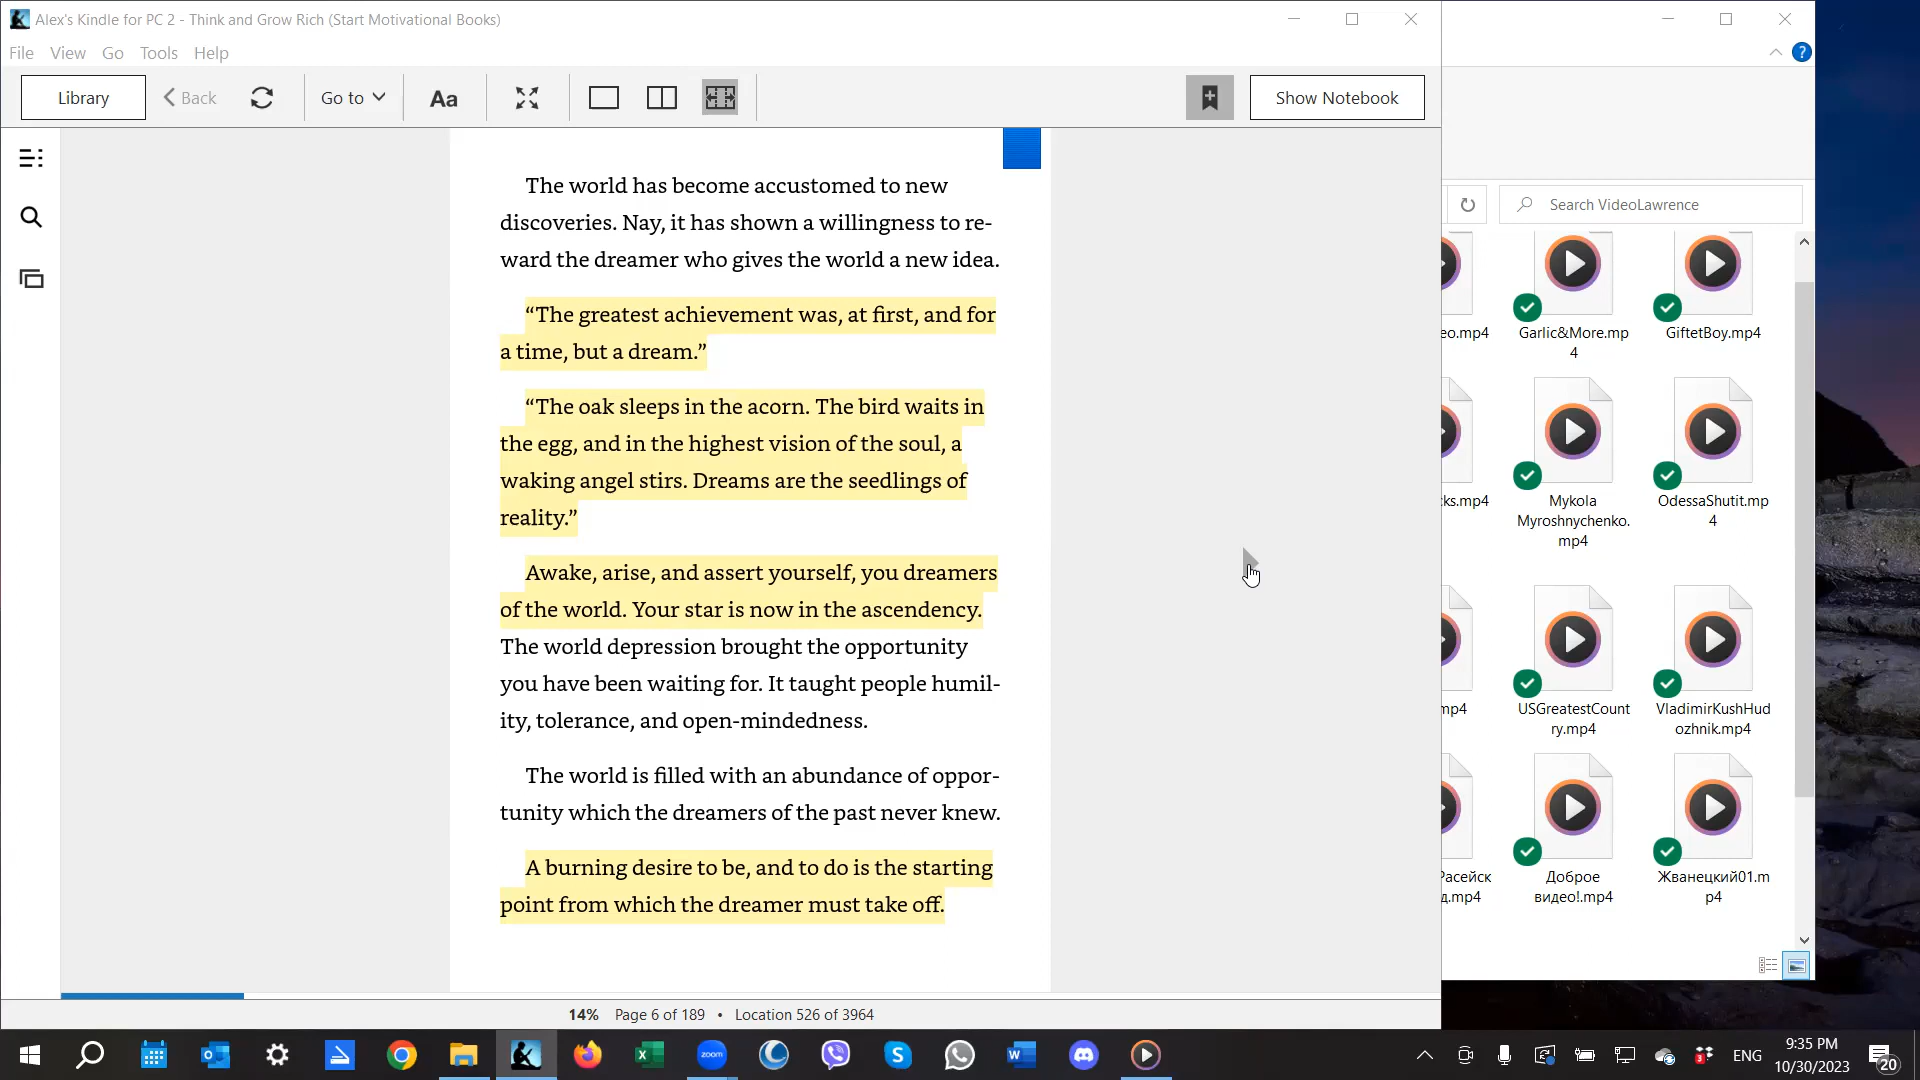 Alex's Kindle for PC 2 - Think and Grow Rich (Start Motivational Books)
File View Go Tools Help
Library
Back
Go to
Aa
Show Notebook
The world has become accustomed to new
discoveries. Nay, it has shown a willingness to re-
ward the dreamer who gives the world a new idea.
“The greatest achievement was, at first, and for
a time, but a dream.”
“The oak sleeps in the acorn. The bird waits in
the egg, and in the highest vision of the soul, a
waking angel stirs. Dreams are the seedlings of
reality.”
Awake, arise, and assert yourself, you dreamers
of the world. Your star is now in the ascendency.
The world depression brought the opportunity
you have been waiting for. It taught people humil-
ity, tolerance, and open-mindedness.
The world is filled with an abundance of oppor-
tunity which the dreamers of the past never knew.
A burning desire to be, and to do is the starting
point from which the dreamer must take off.
14% Page 6 of 189 • Location 526 of 3964
?
Search VideoLawrence
eo.mp4
Garlic&More.mp
4
GiftetBoy.mp4
ks.mp4
Mykola
Myroshnychenko.
mp4
OdessaShutit.mp
4
mp4
USGreatestCount
ry.mp4
VladimirKushHud
ozhnik.mp4
Расейск
д.mp4
Доброе
видео!.mp4
Жванецкий01.m
p4
zoom
ENG
9:35 PM
10/30/2023
20